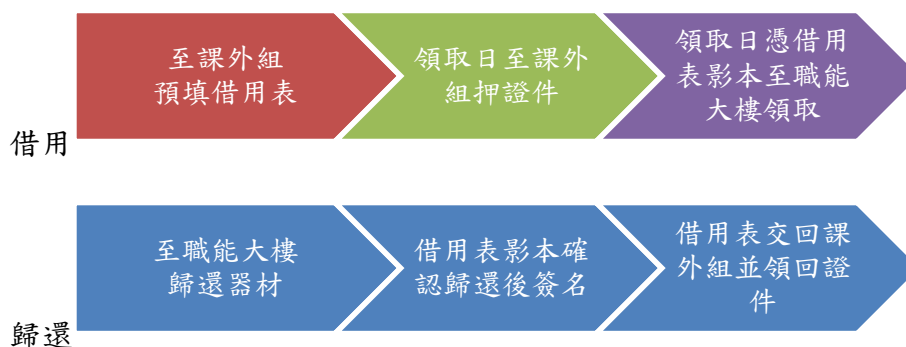 至課外組
預填借用表
領取日至課外
組押證件
領取日憑借用
表影本至職能
大樓領取
借用
至職能大樓
歸還器材
借用表影本確
認歸還後簽名
借用表交回課
外組並領回證
件
歸還